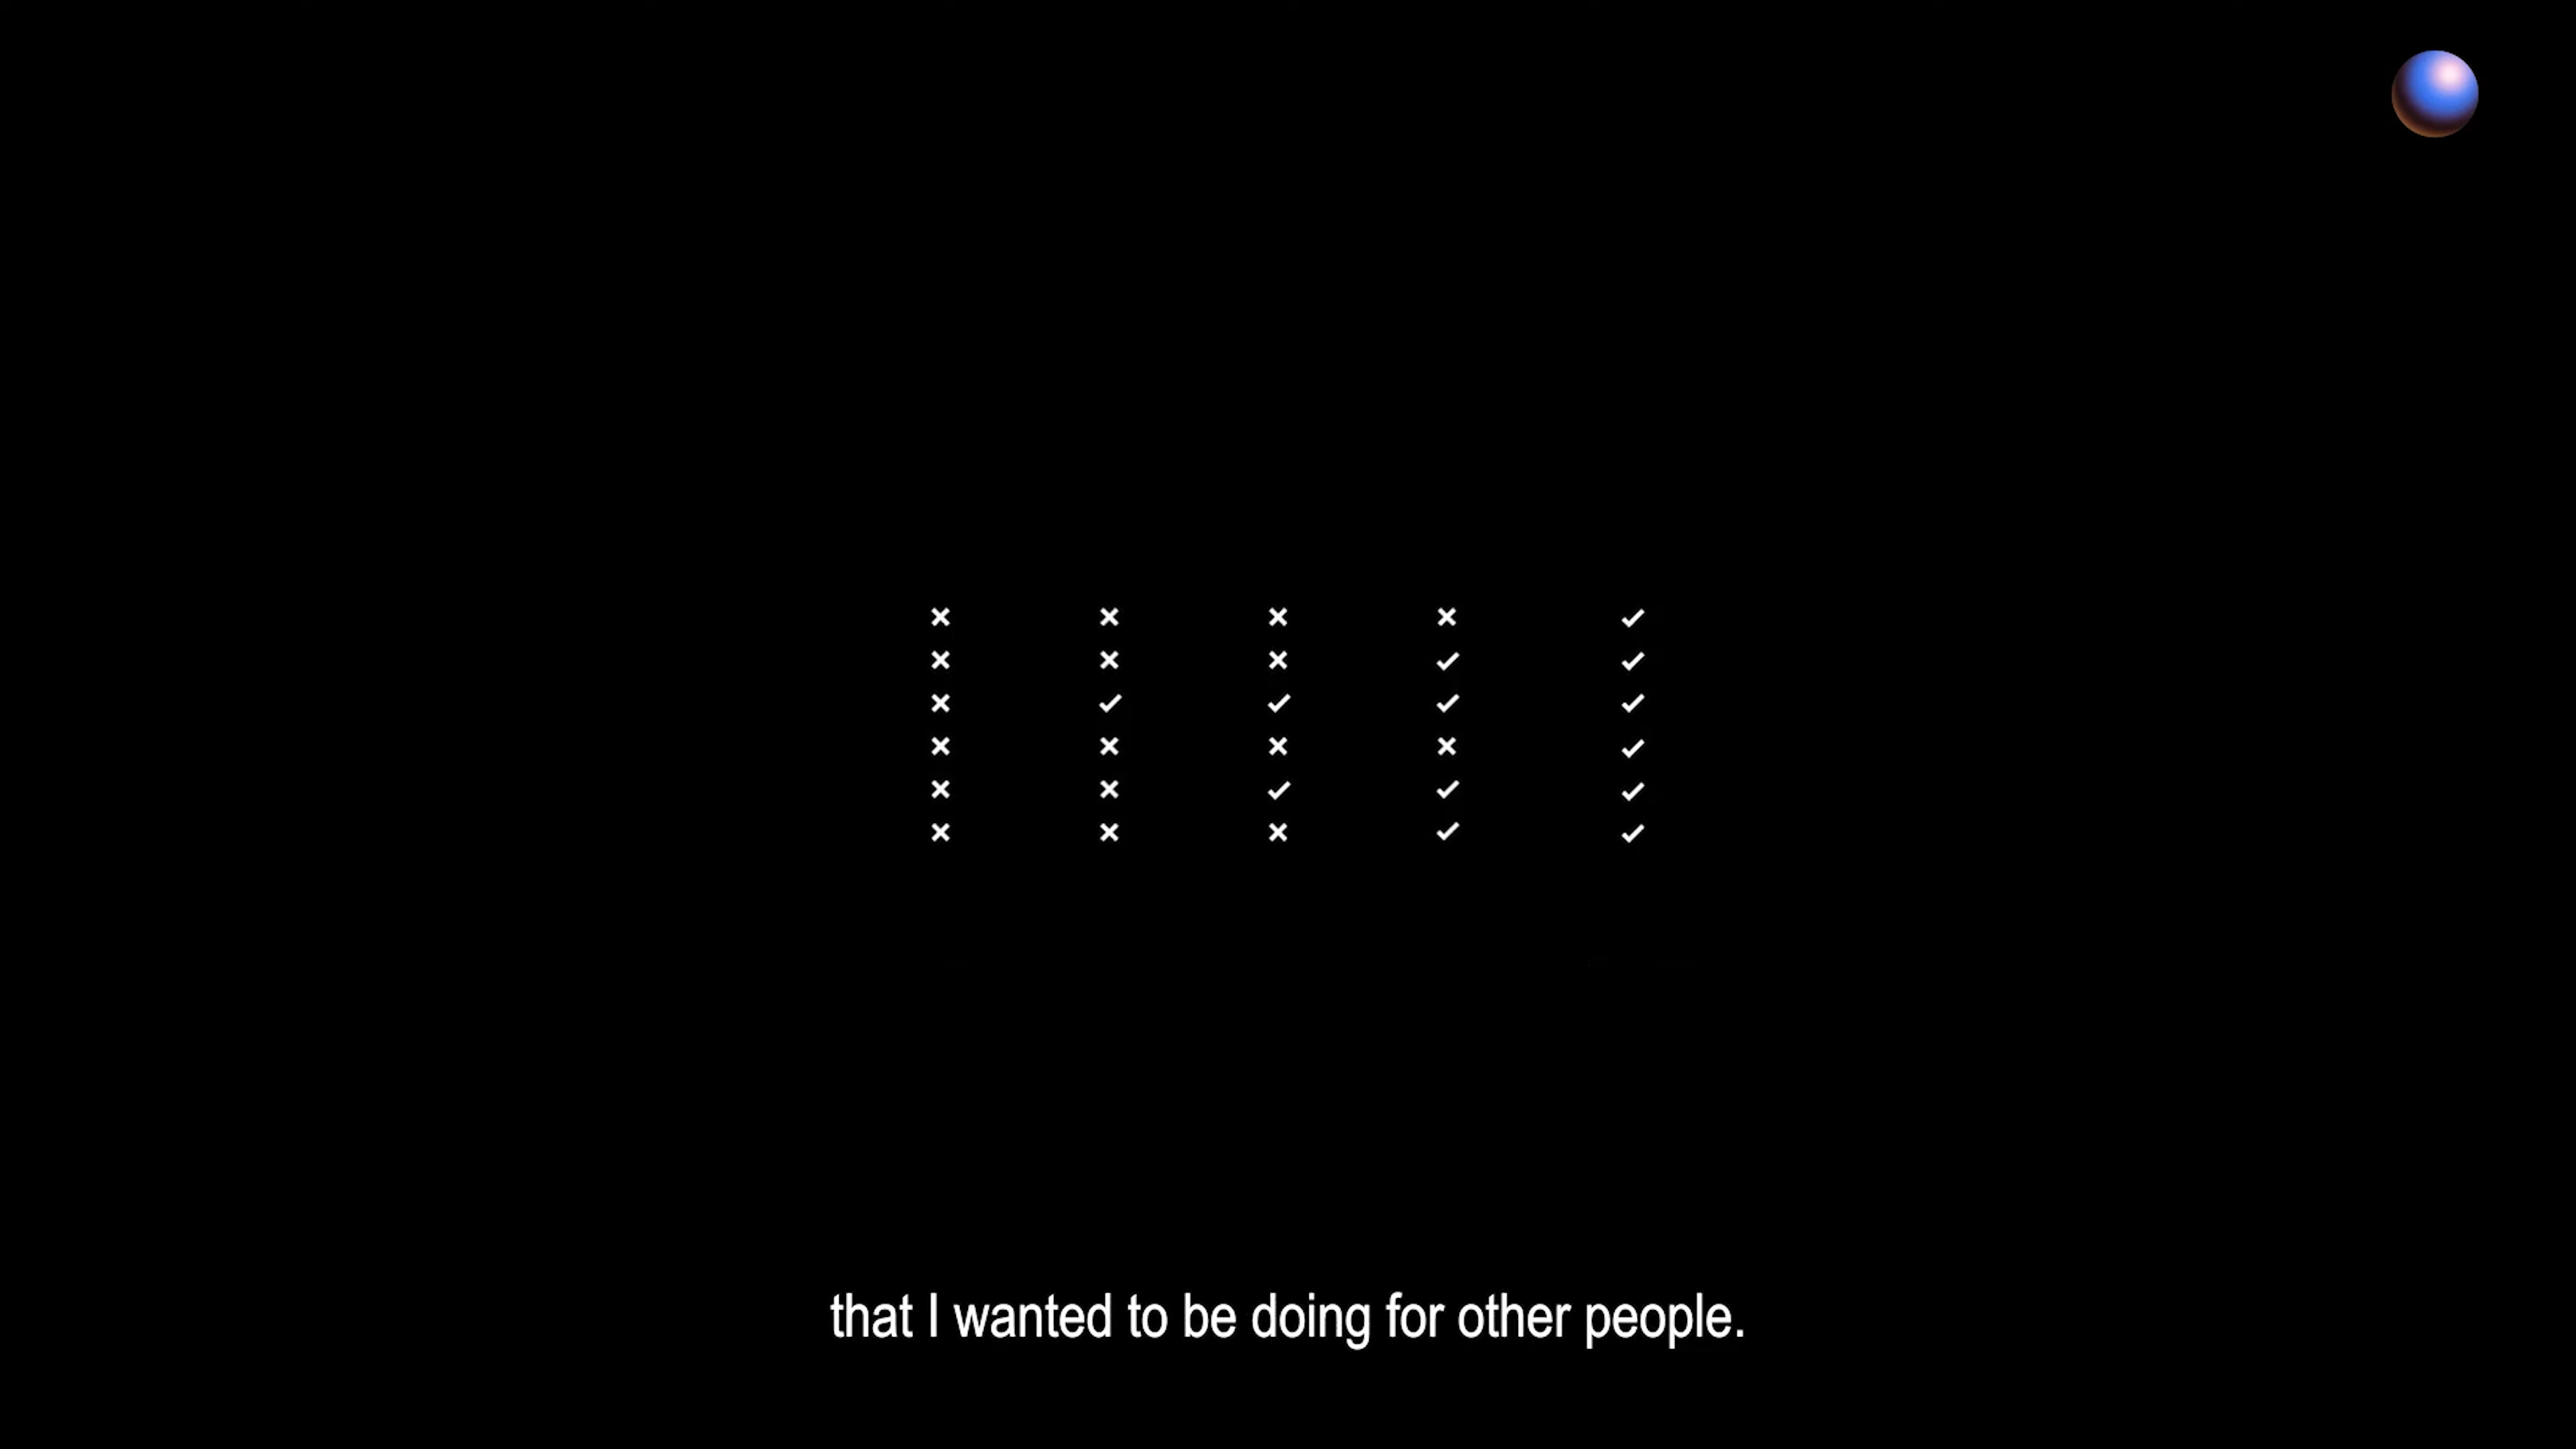 ✕ ✕ ✕ ✕ ✓
✕ ✕ ✕ ✓ ✓
✕ ✓ ✓ ✓ ✓
✕ ✕ ✕ ✕ ✓
✕ ✕ ✓ ✓ ✓
✕ ✕ ✕ ✓ ✓
that I wanted to be doing for other people.